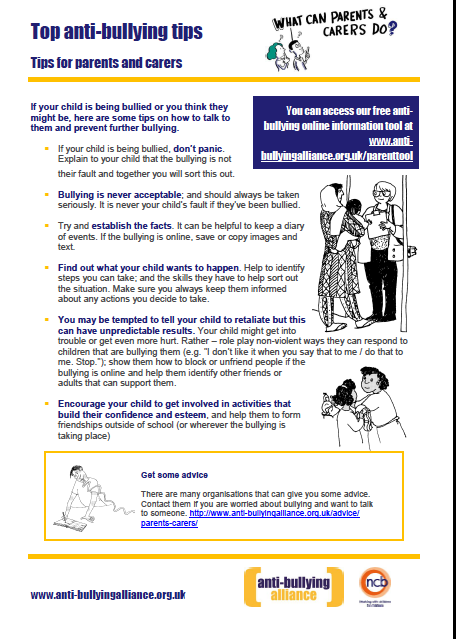 Top anti-bullying tips
WHAT CAN PARENTS &
CARERS DO?
Tips for parents and carers
If your child is being bullied or you think they
might be, here are some tips on how to talk to
them and prevent further bullying.
You can access our free anti-
bullying online information tool at
www.anti-
bullyingalliance.org.uk/parenttool
If your child is being bullied, don't panic.
Explain to your child that the bullying is not
their fault and together you will sort this out.
Bullying is never acceptable; and should always be taken
seriously. It is never your child's fault if they've been bullied.
Try and establish the facts. It can be helpful to keep a diary
of events. If the bullying is online, save or copy images and
text.
Find out what your child wants to happen. Help to identify
steps you can take; and the skills they have to help sort out
the situation. Make sure you always keep them informed
about any actions you decide to take.
You may be tempted to tell your child to retaliate but this
can have unpredictable results. Your child might get into
trouble or get even more hurt. Rather – role play non-violent ways they can respond to
children that are bullying them (e.g. "I don't like it when you say that to me / do that to
me. Stop."); show them how to block or unfriend people if the
bullying is online and help them identify other friends or
adults that can support them.
Encourage your child to get involved in activities that
build their confidence and esteem, and help them to form
friendships outside of school (or wherever the bullying is
taking place)
Get some advice
There are many organisations that can give you some advice.
Contact them if you are worried about bullying and want to talk
to someone. http://www.anti-bullyingalliance.org.uk/advice/
parents-carers/
www.anti-bullyingalliance.org.uk
anti-bullying
alliance
ncb